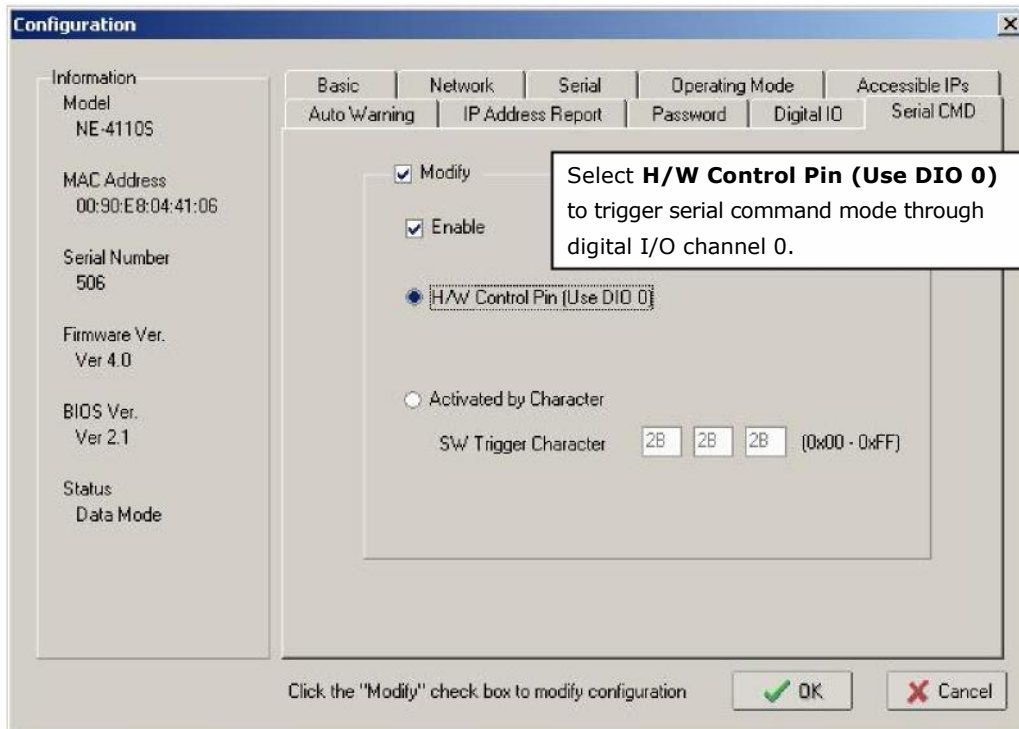 Configuration
Information
Model
NE-4110S
MAC Address
00:90:E8:04:41:06
Serial Number
506
Firmware Ver.
Ver 4.0
BIOS Ver.
Ver 2.1
Status
Data Mode
Basic Network Serial Operating Mode Accessible IPs
Auto Warning IP Address Report Password Digital IO Serial CMD
Modify
Select H/W Control Pin (Use DIO 0)
to trigger serial command mode through
digital I/O channel 0.
Enable
H/W Control Pin (Use DIO 0)
Activated by Character
SW Trigger Character 2B 2B 2B (0x00 - 0xFF)
Click the "Modify" check box to modify configuration
OK
Cancel